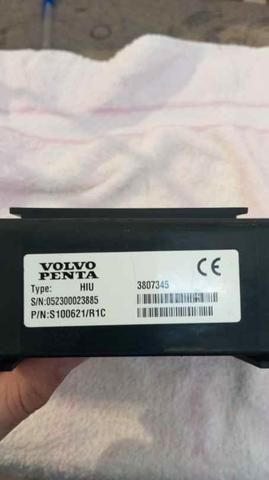 VOLVO
PENTA
Type: HIU 3807345
S/N:052300023885
P/N:S100621/R1C
CE